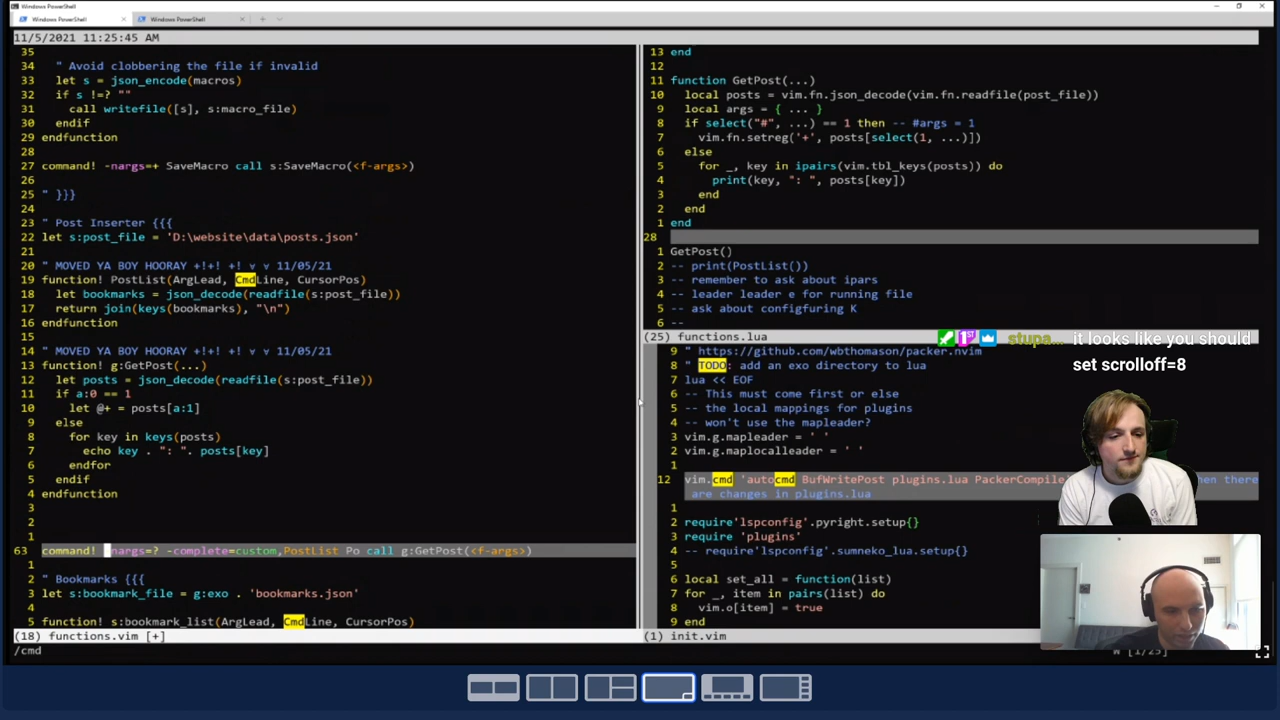 Windows PowerShell
Windows PowerShell
Windows PowerShell
11/5/2021 11:25:45 AM
35
34 " Avoid clobbering the file if invalid
33 let s = json_encode(macros)
32 if s !=? ""
31 call writefile([s], s:macro_file)
30 endif
29 endfunction
28
27 command! -nargs=+ SaveMacro call s:SaveMacro(<f-args>)
26
25 " }}}
24
23 " Post Inserter {{{
22 let s:post_file = 'D:\website\data\posts.json'
21
20 " MOVED YA BOY HOORAY +!+! +! v v 11/05/21
19 function! PostList(ArgLead, CmdLine, CursorPos)
18 let bookmarks = json_decode(readfile(s:post_file))
17 return join(keys(bookmarks), "\n")
16 endfunction
15
14 " MOVED YA BOY HOORAY +!+! +! v v 11/05/21
13 function! g:GetPost(...)
12 let posts = json_decode(readfile(s:post_file))
11 if a:0 == 1
10 let @+ = posts[a:1]
9 else
8 for key in keys(posts)
7 echo key . ": ". posts[key]
6 endfor
5 endif
4 endfunction
3
2
1
63 command! -nargs=? -complete=custom,PostList Po call g:GetPost(<f-args>)
1
2 " Bookmarks {{{
3 let s:bookmark_file = g:exo . 'bookmarks.json'
4
5 function! s:bookmark_list(ArgLead, CmdLine, CursorPos)
(18) functions.vim [+]
/cmd
13 end
12
11 function GetPost(...)
10 local posts = vim.fn.json_decode(vim.fn.readfile(post_file))
9 local args = { ... }
8 if select("#", ...) == 1 then -- #args = 1
7 vim.fn.setreg('+', posts[select(1, ...)])
6 else
5 for _, key in ipairs(vim.tbl_keys(posts)) do
4 print(key, ": ", posts[key])
3 end
2 end
1 end
28
1 GetPost()
2 -- print(PostList())
3 -- remember to ask about ipars
4 -- leader leader e for running file
5 -- ask about configfuring K
6 --
(25) functions.lua
stupa... it looks like you should
set scrolloff=8
9 " https://github.com/wbthomason/packer.nvim
8 " TODO: add an exo directory to lua
7 lua << EOF
6 -- This must come first or else
5 -- the local mappings for plugins
4 -- won't use the mapleader?
3 vim.g.mapleader = ' '
2 vim.g.maplocalleader = ' '
1
12 vim.cmd 'autocmd BufWritePost plugins.lua PackerCompile
hen there
are changes in plugins.lua
1
2 require'lspconfig'.pyright.setup{}
3 require 'plugins'
4 -- require'lspconfig'.sumneko_lua.setup{}
5
6 local set_all = function(list)
7 for _, item in pairs(list) do
8 vim.o[item] = true
9 end
(1) init.vim
W [1/25]